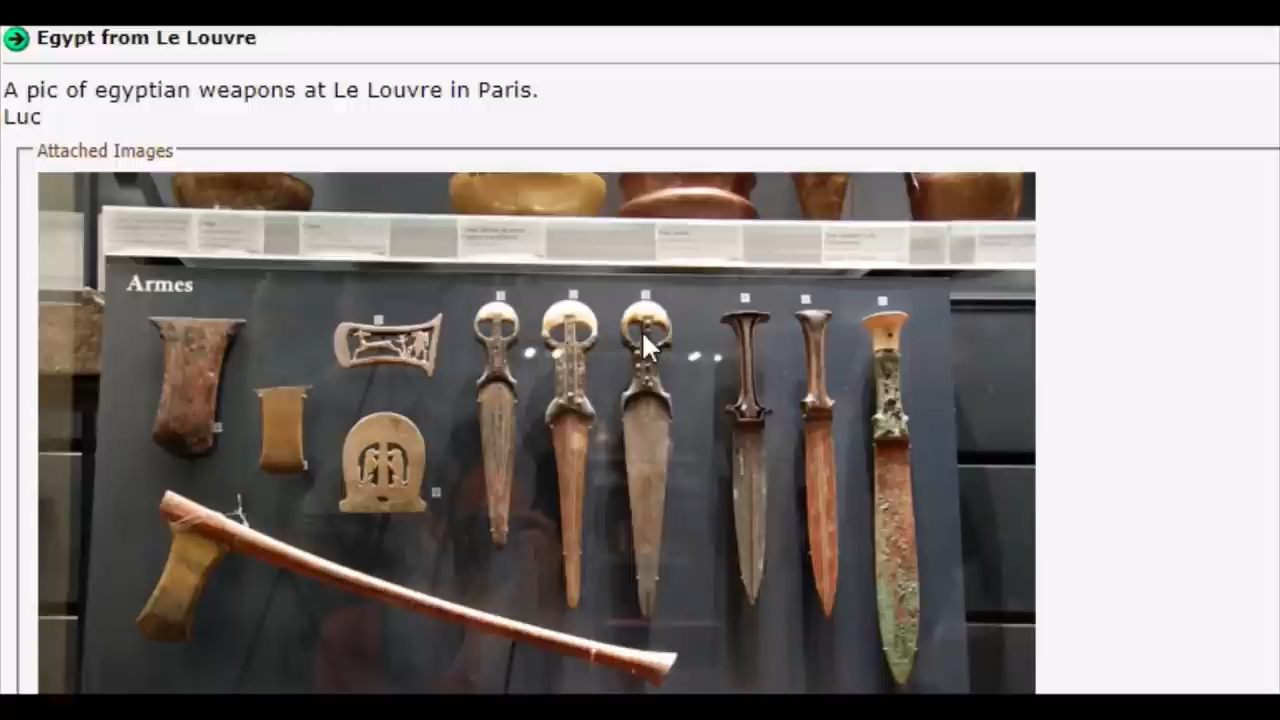 Egypt from Le Louvre
A pic of egyptian weapons at Le Louvre in Paris.
Luc
Attached Images
Armes